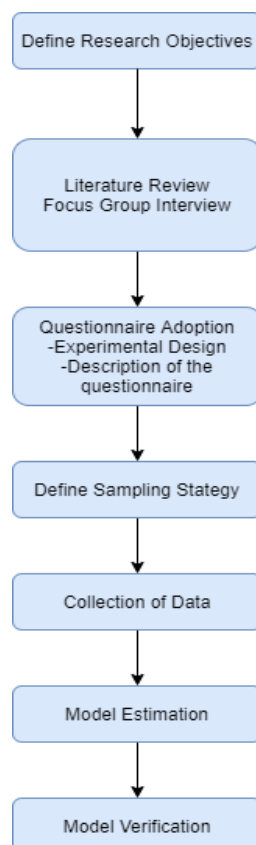 Define Research Objectives
Literature Review
Focus Group Interview
Questionnaire Adoption
-Experimental Design
-Description of the
questionnaire
Define Sampling Stategy
Collection of Data
Model Estimation
Model Verification